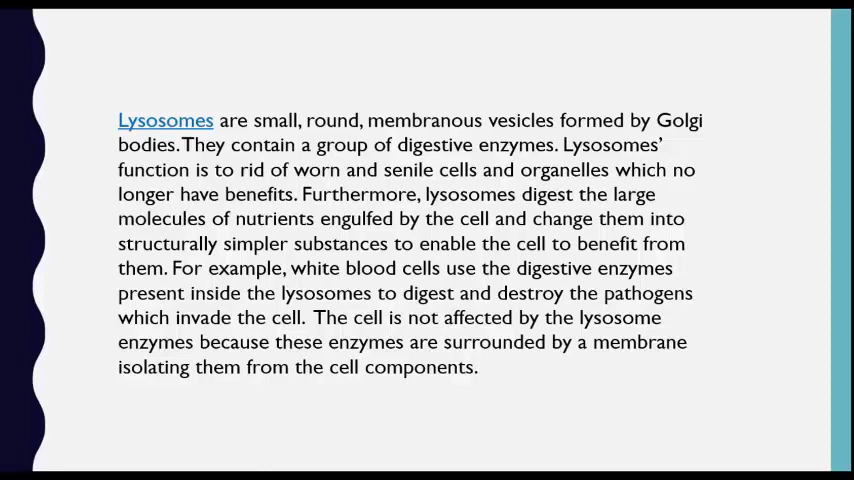 Lysosomes are small, round, membranous vesicles formed by Golgi
bodies. They contain a group of digestive enzymes. Lysosomes’
function is to rid of worn and senile cells and organelles which no
longer have benefits. Furthermore, lysosomes digest the large
molecules of nutrients engulfed by the cell and change them into
structurally simpler substances to enable the cell to benefit from
them. For example, white blood cells use the digestive enzymes
present inside the lysosomes to digest and destroy the pathogens
which invade the cell. The cell is not affected by the lysosome
enzymes because these enzymes are surrounded by a membrane
isolating them from the cell components.